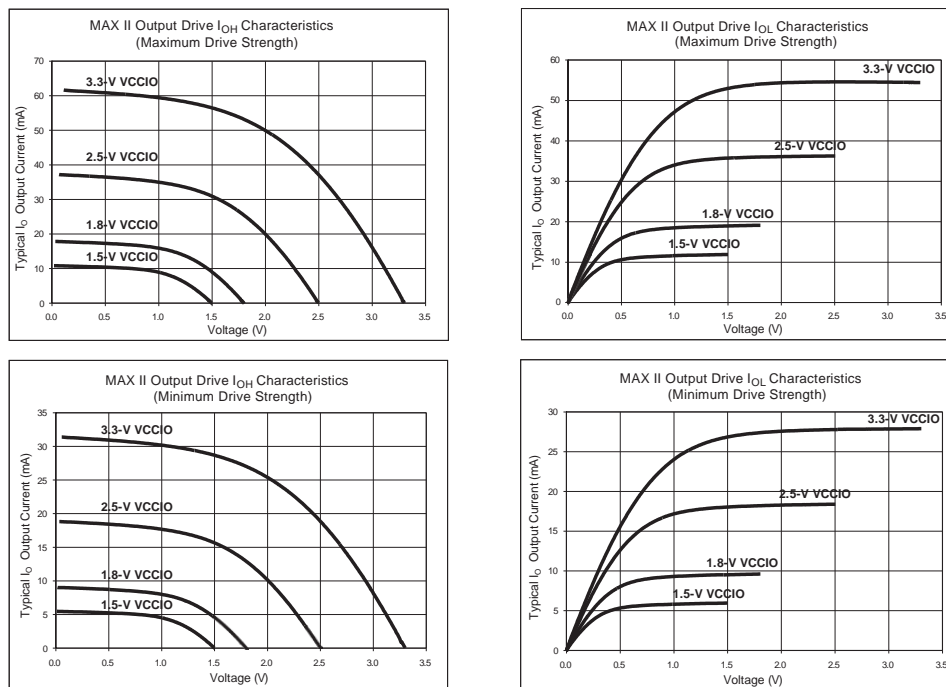 MAX II Output Drive IOH Characteristics
(Maximum Drive Strength)
70
60
50
40
30
20
10
0
Typical IO Output Current (mA)
3.3-V VCCIO
2.5-V VCCIO
1.8-V VCCIO
1.5-V VCCIO
0.0 0.5 1.0 1.5 2.0 2.5 3.0 3.5
Voltage (V)
MAX II Output Drive IOL Characteristics
(Maximum Drive Strength)
60
50
40
30
20
10
0
Typical IO Output Current (mA)
3.3-V VCCIO
2.5-V VCCIO
1.8-V VCCIO
1.5-V VCCIO
0.0 0.5 1.0 1.5 2.0 2.5 3.0 3.5
Voltage (V)
MAX II Output Drive IOH Characteristics
(Minimum Drive Strength)
35
30
25
20
15
10
5
0
Typical IO Output Current (mA)
3.3-V VCCIO
2.5-V VCCIO
1.8-V VCCIO
1.5-V VCCIO
0.0 0.5 1.0 1.5 2.0 2.5 3.0 3.5
Voltage (V)
MAX II Output Drive IOL Characteristics
(Minimum Drive Strength)
30
25
20
15
10
5
0
Typical IO Output Current (mA)
3.3-V VCCIO
2.5-V VCCIO
1.8-V VCCIO
1.5-V VCCIO
0.0 0.5 1.0 1.5 2.0 2.5 3.0 3.5
Voltage (V)